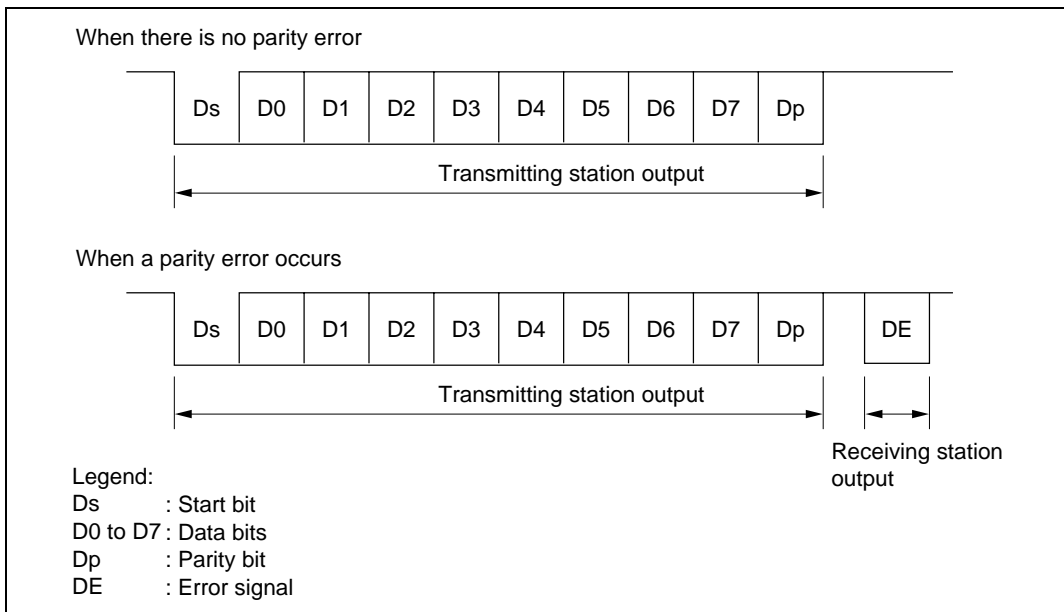 When there is no parity error
Ds D0 D1 D2 D3 D4 D5 D6 D7 Dp
Transmitting station output
When a parity error occurs
Ds D0 D1 D2 D3 D4 D5 D6 D7 Dp DE
Transmitting station output
Receiving station
output
Legend:
Ds : Start bit
D0 to D7 : Data bits
Dp : Parity bit
DE : Error signal